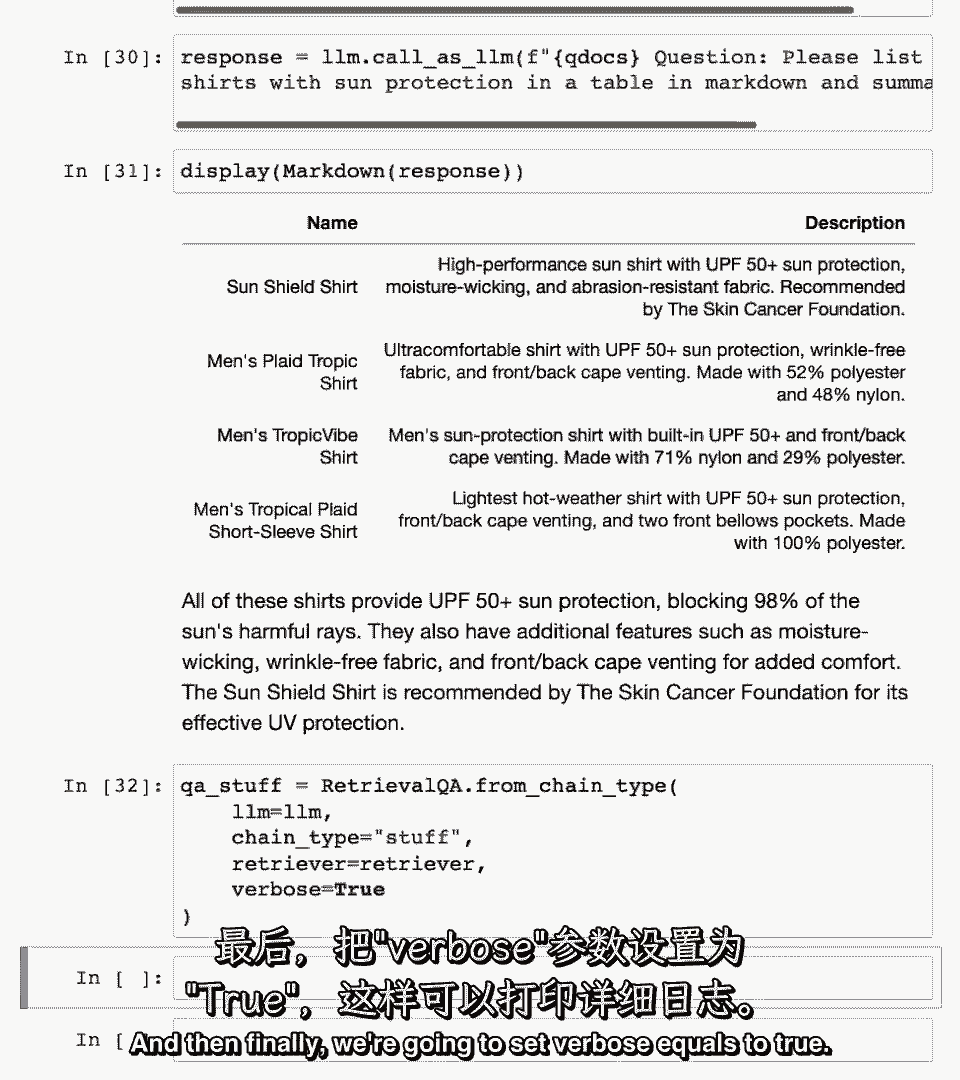 In [30]: response = llm.call_as_llm(f"{qdocs} Question: Please list
shirts with sun protection in a table in markdown and summa
In [31]: display(Markdown(response))
Name Description
Sun Shield Shirt High-performance sun shirt with UPF 50+ sun protection,
moisture-wicking, and abrasion-resistant fabric. Recommended
by The Skin Cancer Foundation.
Men's Plaid Tropic
Shirt Ultracomfortable shirt with UPF 50+ sun protection, wrinkle-free
fabric, and front/back cape venting. Made with 52% polyester
and 48% nylon.
Men's TropicVibe
Shirt Men's sun-protection shirt with built-in UPF 50+ and front/back
cape venting. Made with 71% nylon and 29% polyester.
Men's Tropical Plaid
Short-Sleeve Shirt Lightest hot-weather shirt with UPF 50+ sun protection,
front/back cape venting, and two front bellows pockets. Made
with 100% polyester.
All of these shirts provide UPF 50+ sun protection, blocking 98% of the
sun's harmful rays. They also have additional features such as moisture-
wicking, wrinkle-free fabric, and front/back cape venting for added comfort.
The Sun Shield Shirt is recommended by The Skin Cancer Foundation for its
effective UV protection.
In [32]: qa_stuff = RetrievalQA.from_chain_type(
llm=llm,
chain_type="stuff",
retriever=retriever,
verbose=True
)
最后，把"verbose"参数设置为
In [ ]:
"True"，这样可以打印详细日志。
In [
And then finally, we're going to set verbose equals to true.